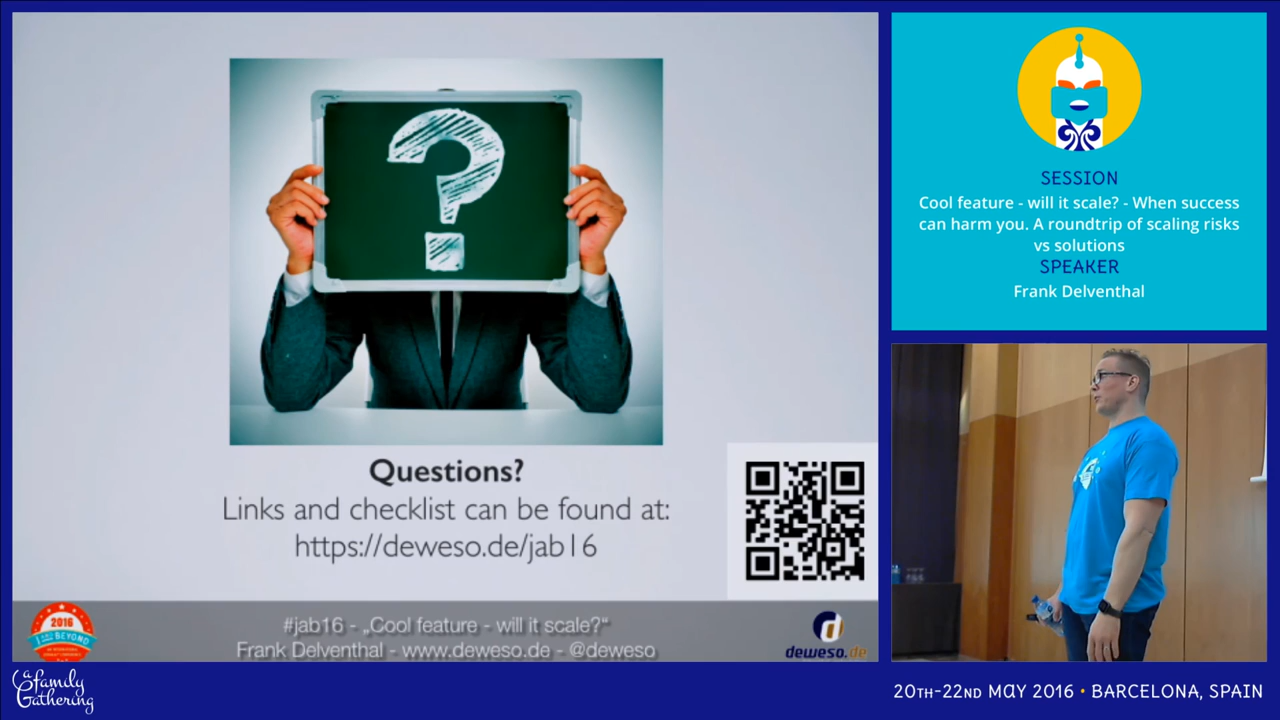 ?
Questions?
Links and checklist can be found at:
https://deweso.de/jab16
#jab16 - „Cool feature - will it scale?“
Frank Delventhal - www.deweso.de - @deweso
2016
BEYOND
deweso.de
SESSION
Cool feature - will it scale? - When success
can harm you. A roundtrip of scaling risks
vs solutions
SPEAKER
Frank Delventhal
a family
Gathering
20TH-22ND MAY 2016 • BARCELONA, SPAIN